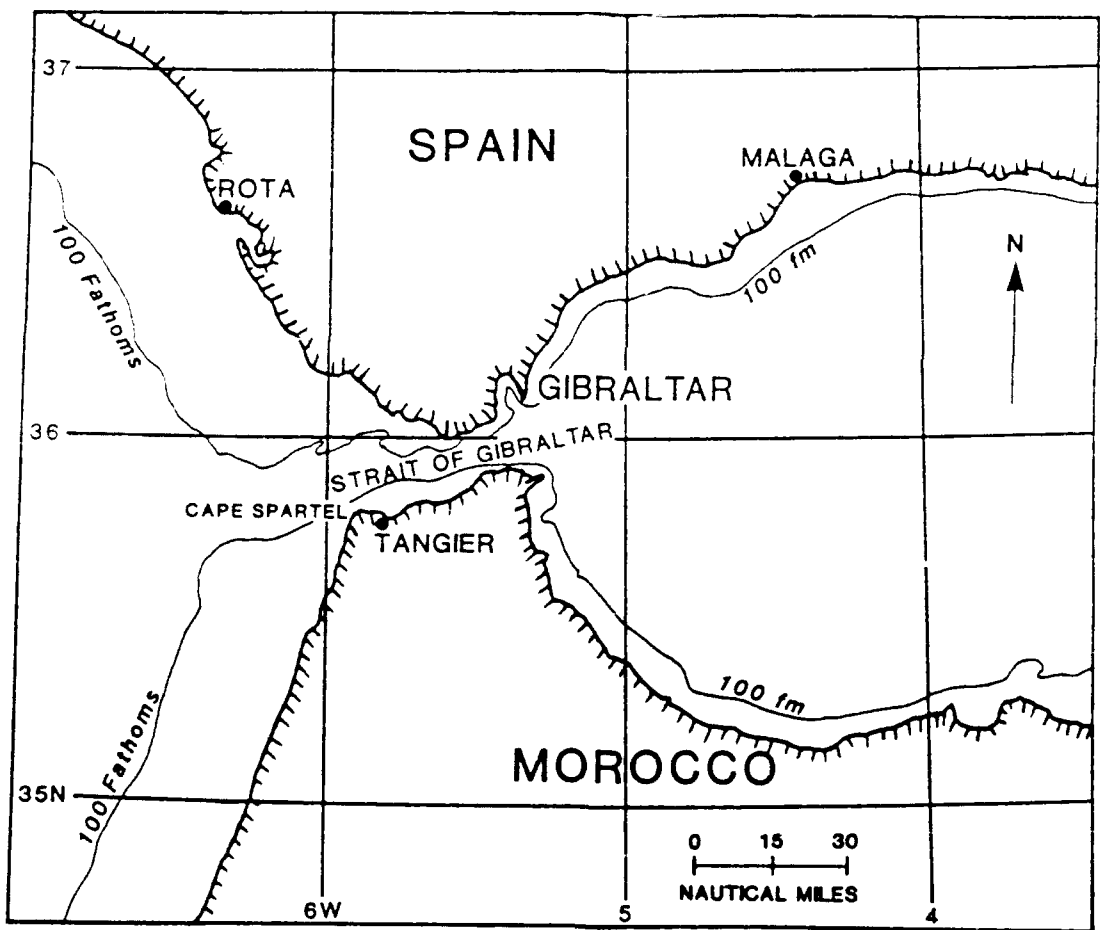 37
SPAIN
MALAGA
ROTA
100 Fathoms
100 fm
N
GIBRALTAR
36
STRAIT OF GIBRALTAR
CAPE SPARTEL
TANGIER
100 fm
100 Fathoms
MOROCCO
35N
0 15 30
NAUTICAL MILES
6W 5 4